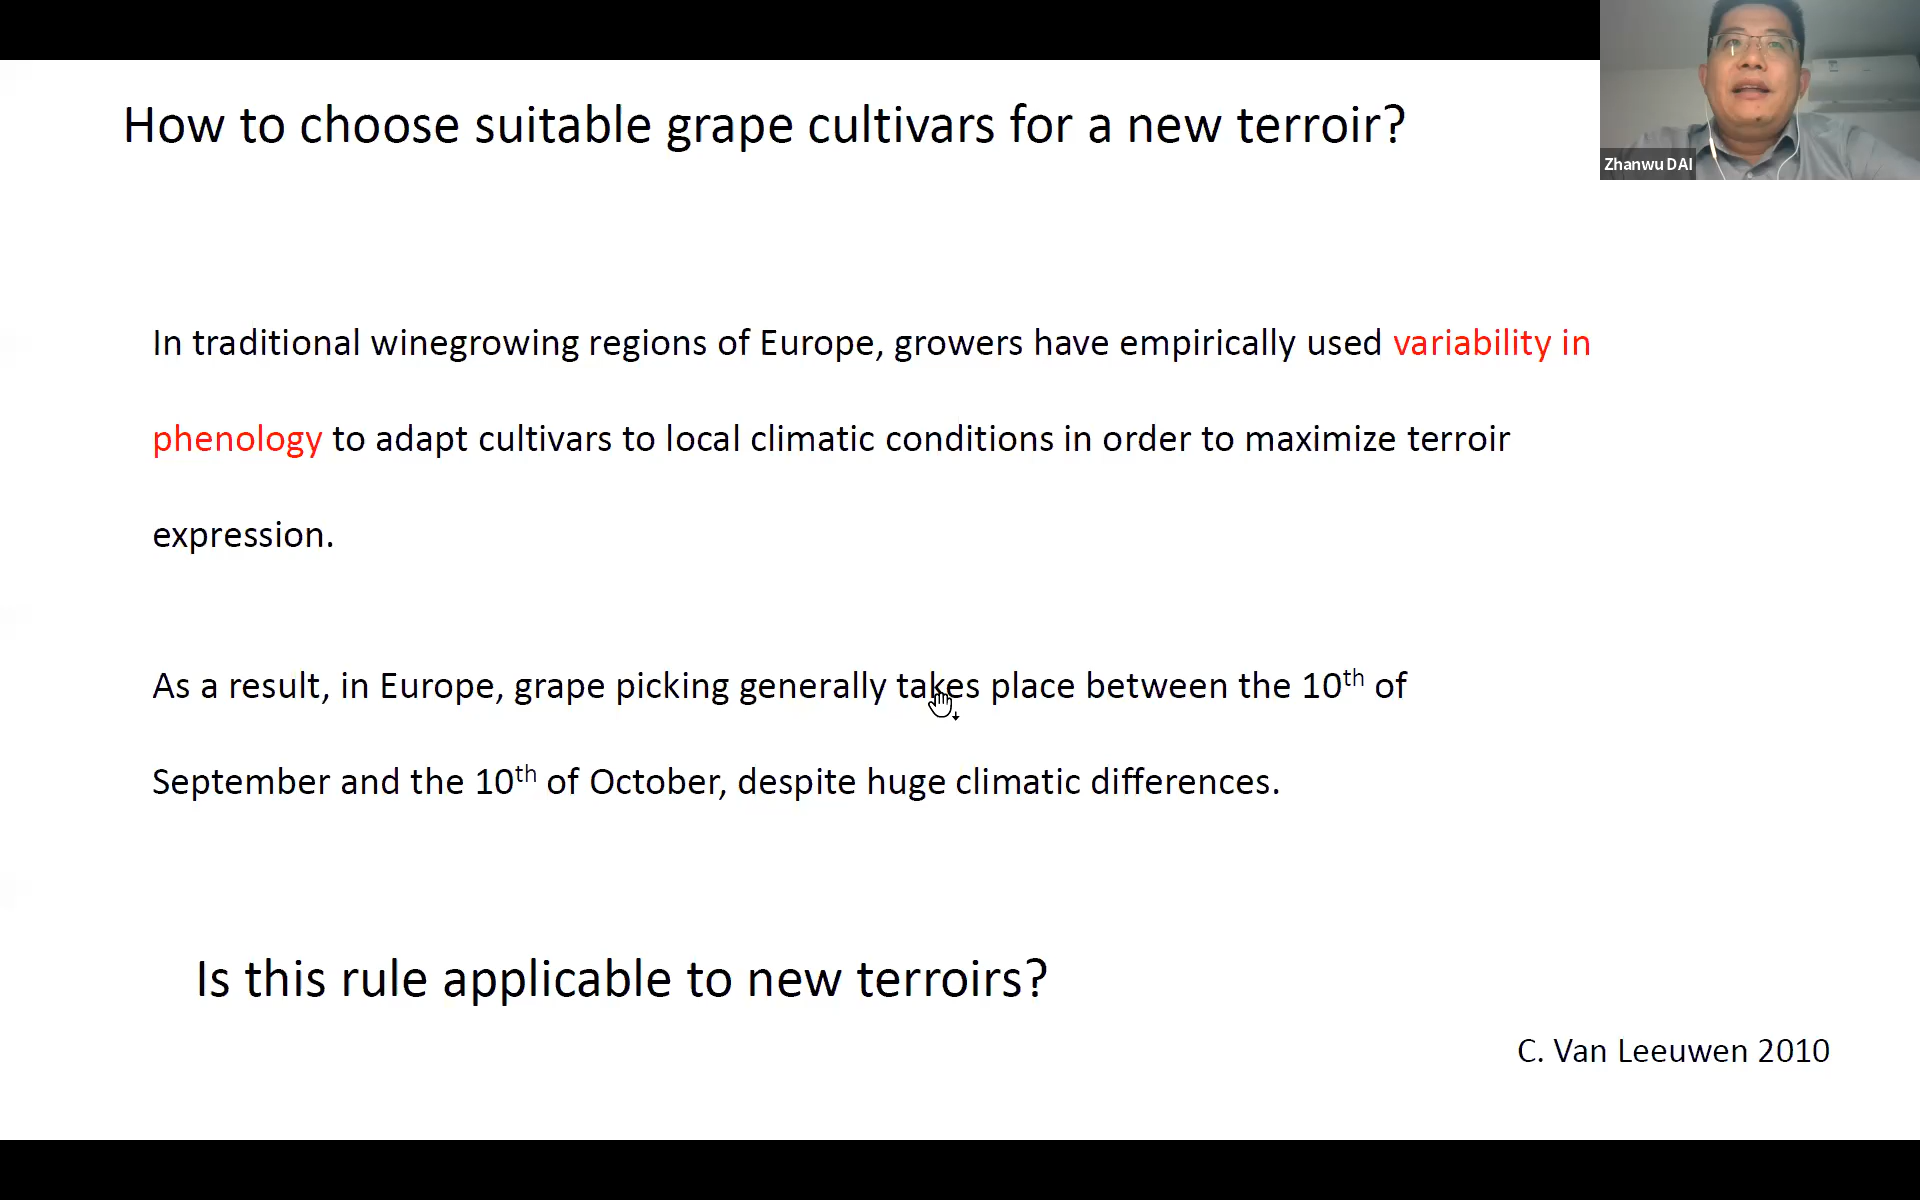 How to choose suitable grape cultivars for a new terroir?
Zhanwu DAI
In traditional winegrowing regions of Europe, growers have empirically used variability in
phenology to adapt cultivars to local climatic conditions in order to maximize terroir
expression.
As a result, in Europe, grape picking generally takes place between the 10th of
September and the 10th of October, despite huge climatic differences.
Is this rule applicable to new terroirs?
C. Van Leeuwen 2010